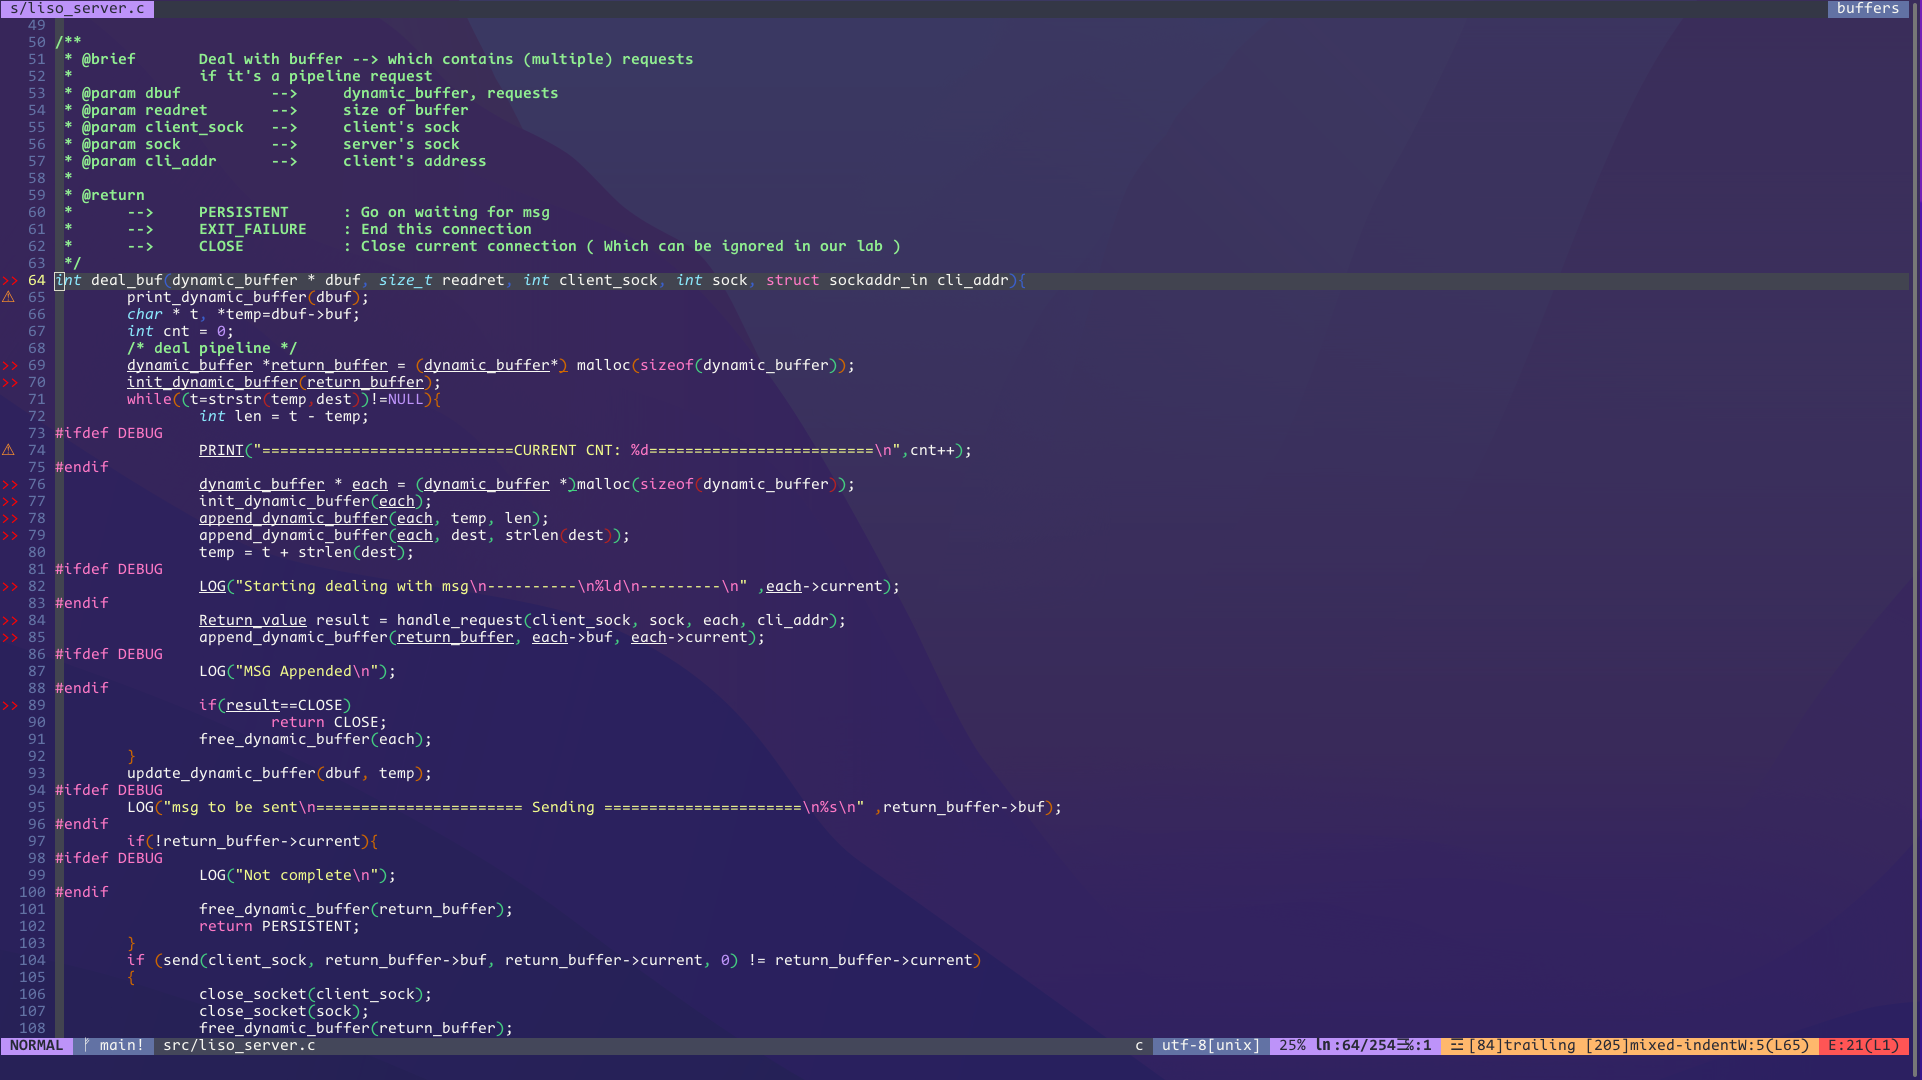 s/liso_server.c buffers
49
50 /**
51  * @brief       Deal with buffer --> which contains (multiple) requests
52  *              if it's a pipeline request
53  * @param dbuf          -->     dynamic_buffer, requests
54  * @param readret       -->     size of buffer
55  * @param client_sock   -->     client's sock
56  * @param sock          -->     server's sock
57  * @param cli_addr      -->     client's address
58  *
59  * @return
60  *      -->     PERSISTENT      : Go on waiting for msg
61  *      -->     EXIT_FAILURE    : End this connection
62  *      -->     CLOSE           : Close current connection ( Which can be ignored in our lab )
63  */
>> 64 int deal_buf(dynamic_buffer * dbuf, size_t readret, int client_sock, int sock, struct sockaddr_in cli_addr){
⚠ 65         print_dynamic_buffer(dbuf);
66         char * t, *temp=dbuf->buf;
67         int cnt = 0;
68         /* deal pipeline */
>> 69         dynamic_buffer *return_buffer = (dynamic_buffer*) malloc(sizeof(dynamic_buffer));
>> 70         init_dynamic_buffer(return_buffer);
71         while((t=strstr(temp,dest))!=NULL){
72                 int len = t - temp;
73 #ifdef DEBUG
⚠ 74                 PRINT("============================CURRENT CNT: %d=========================\n",cnt++);
75 #endif
>> 76                 dynamic_buffer * each = (dynamic_buffer *)malloc(sizeof(dynamic_buffer));
>> 77                 init_dynamic_buffer(each);
>> 78                 append_dynamic_buffer(each, temp, len);
>> 79                 append_dynamic_buffer(each, dest, strlen(dest));
80                 temp = t + strlen(dest);
81 #ifdef DEBUG
>> 82                 LOG("Starting dealing with msg\n----------\n%ld\n---------\n" ,each->current);
83 #endif
>> 84                 Return_value result = handle_request(client_sock, sock, each, cli_addr);
>> 85                 append_dynamic_buffer(return_buffer, each->buf, each->current);
86 #ifdef DEBUG
87                 LOG("MSG Appended\n");
88 #endif
>> 89                 if(result==CLOSE)
90                         return CLOSE;
91                 free_dynamic_buffer(each);
92         }
93         update_dynamic_buffer(dbuf, temp);
94 #ifdef DEBUG
95         LOG("msg to be sent\n======================= Sending ======================\n%s\n" ,return_buffer->buf);
96 #endif
97         if(!return_buffer->current){
98 #ifdef DEBUG
99                 LOG("Not complete\n");
100 #endif
101                 free_dynamic_buffer(return_buffer);
102                 return PERSISTENT;
103         }
104         if (send(client_sock, return_buffer->buf, return_buffer->current, 0) != return_buffer->current)
105         {
106                 close_socket(client_sock);
107                 close_socket(sock);
108                 free_dynamic_buffer(return_buffer);
NORMAL main! src/liso_server.c c utf-8[unix] 25% ln:64/254☰%:1 ☲[84]trailing [205]mixed-indentW:5(L65) E:21(L1)